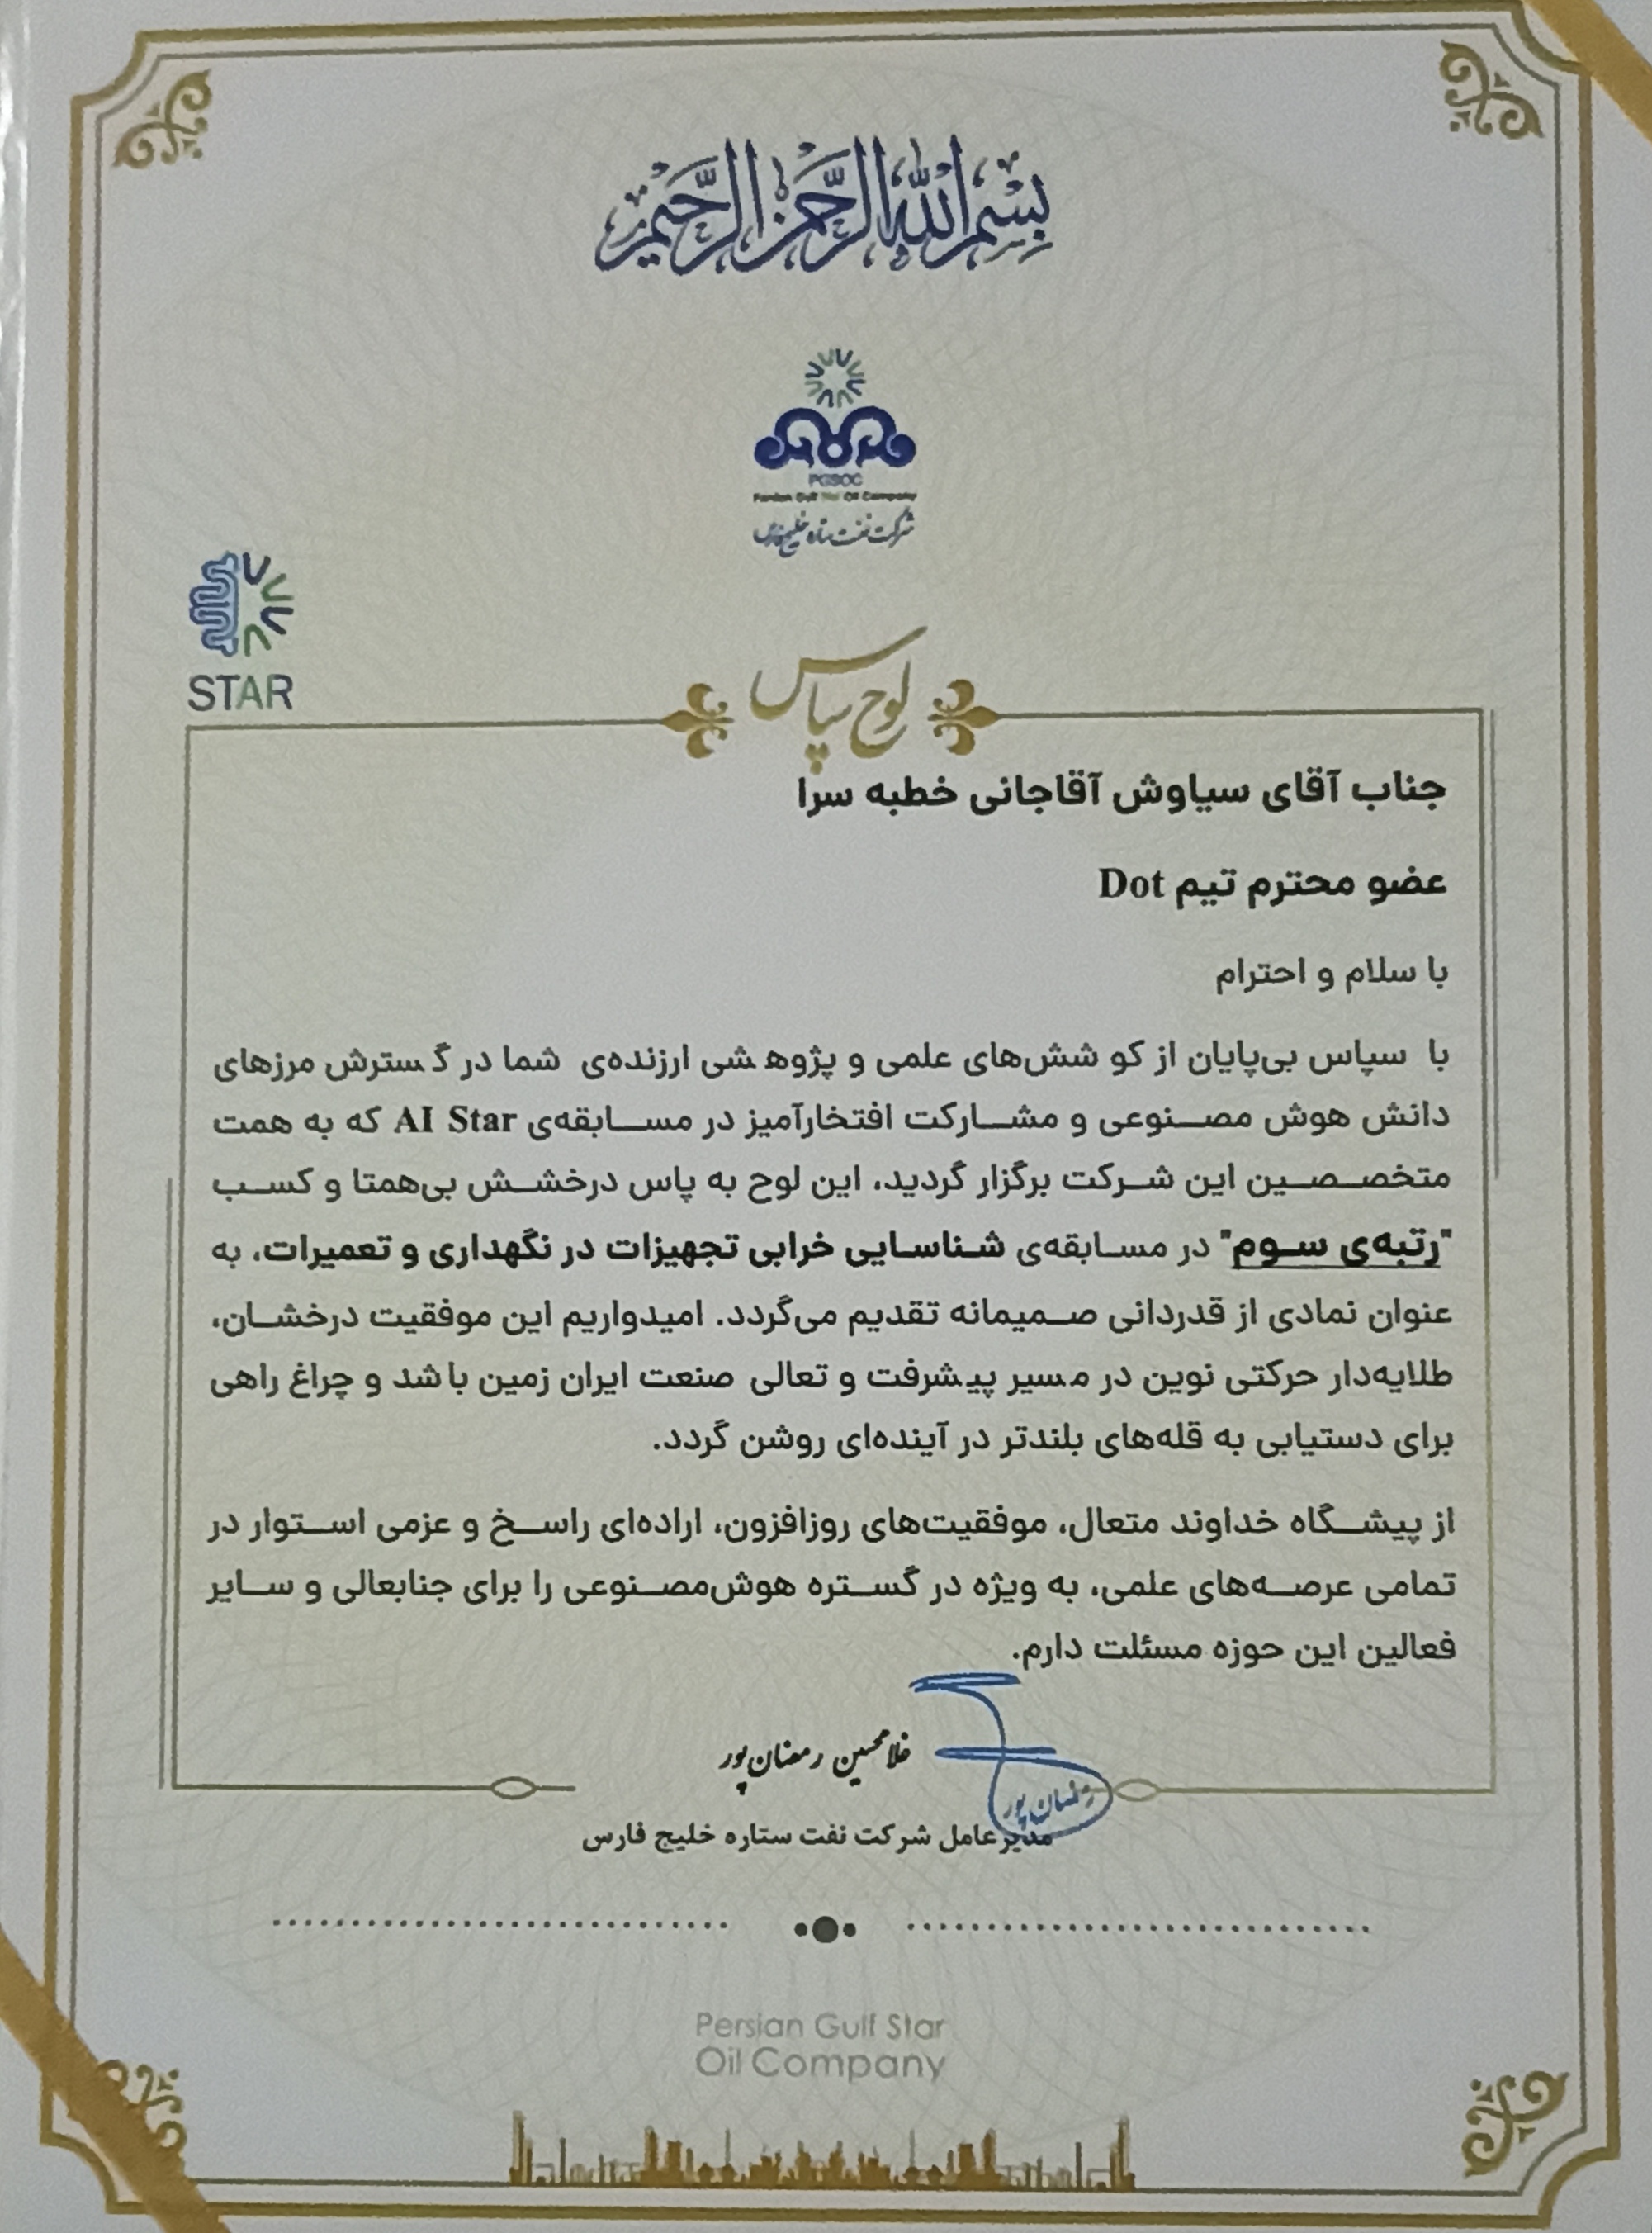 بسم الله الرحمن الرحیم
PGSOC
Persian Gulf Star Oil Company
شرکت نفت ستاره خلیج فارس
STAR
لوح سپاس
جناب آقای سیاوش آقاجانی خطبه سرا
عضو محترم تیم Dot
با سلام و احترام
با سپاس بی‌پایان از کوشش‌های علمی و پژوهشی ارزنده‌ی شما در گسترش مرزهای
دانش هوش مصنوعی و مشارکت افتخارآمیز در مسابقه‌ی AI Star که به همت
متخصصین این شرکت برگزار گردید، این لوح به پاس درخشش بی‌همتا و کسب
"رتبه‌ی سوم" در مسابقه‌ی شناسایی خرابی تجهیزات در نگهداری و تعمیرات، به
عنوان نمادی از قدردانی صمیمانه تقدیم می‌گردد. امیدواریم این موفقیت درخشان،
طلایه‌دار حرکتی نوین در مسیر پیشرفت و تعالی صنعت ایران زمین باشد و چراغ راهی
برای دستیابی به قله‌های بلندتر در آینده‌ای روشن گردد.
از پیشگاه خداوند متعال، موفقیت‌های روزافزون، اراده‌ای راسخ و عزمی استوار در
تمامی عرصه‌های علمی، به ویژه در گستره هوش‌مصنوعی را برای جنابعالی و سایر
فعالین این حوزه مسئلت دارم.
غلامحسین رمضان‌پور
رمضان‌پور
مدیرعامل شرکت نفت ستاره خلیج فارس
Persian Gulf Star
Oil Company